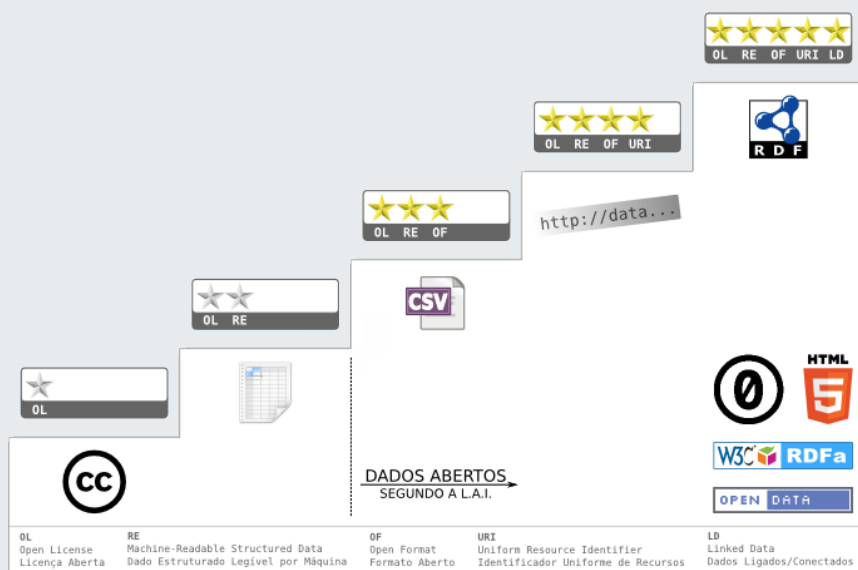 OL RE OF URI LD
RDF
OL RE OF URI
http://data...
OL RE OF
CSV
OL RE
OL
cc
DADOS ABERTOS
SEGUNDO A L.A.I.
0
HTML
5
W3C RDFa
OPEN DATA
OL
Open License
Licença Aberta
RE
Machine-Readable Structured Data
Dado Estruturado Legível por Máquina
OF
Open Format
Formato Aberto
URI
Uniform Resource Identifier
Identificador Uniforme de Recursos
LD
Linked Data
Dados Ligados/Conectados